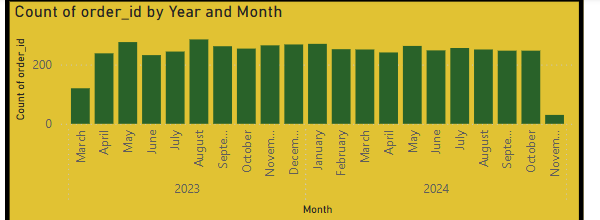 Count of order_id by Year and Month
Count of order_id
200
0
March April May June July August Septe... October Novem... Decem... January February March April May June July August Septe... October Novem...
2023 2024
Month